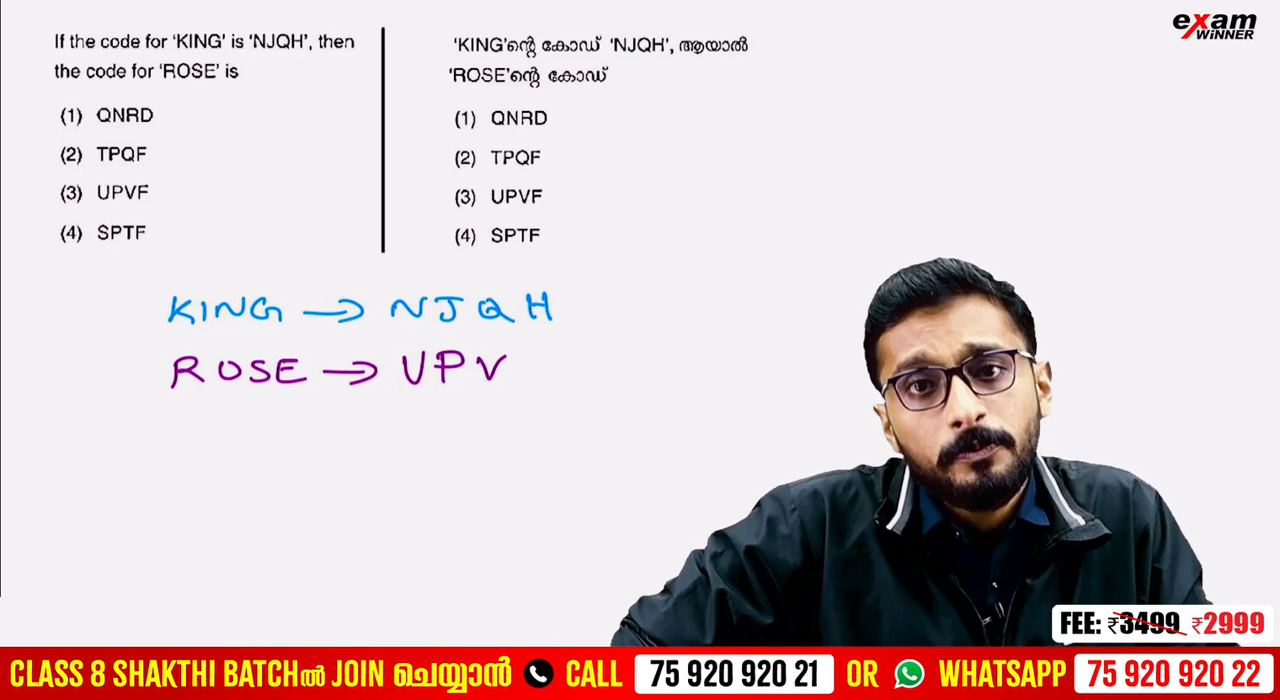 exam
WINNER
If the code for 'KING' is 'NJQH', then
the code for 'ROSE' is
(1) QNRD
(2) TPQF
(3) UPVF
(4) SPTF
'KING'ന്റെ കോഡ് 'NJQH', ആയാൽ
'ROSE'ന്റെ കോഡ്
(1) QNRD
(2) TPQF
(3) UPVF
(4) SPTF
KING → NJQH
ROSE → UPV
FEE: ₹3499 ₹2999
CLASS 8 SHAKTHI BATCHൽ JOIN ചെയ്യാൻ CALL 75 920 920 21 OR WHATSAPP 75 920 920 22